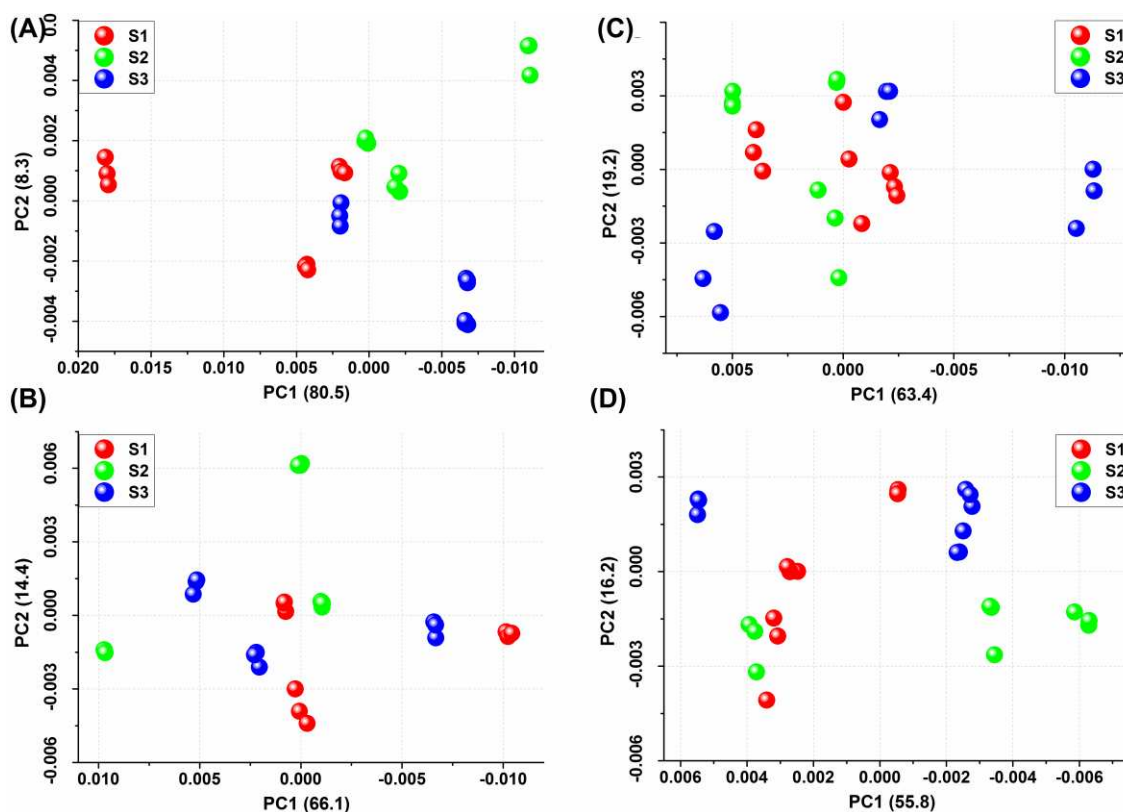 (A)
S1
S2
S3
0.0
0.004
0.002
0.000
-0.002
-0.004
PC2 (8.3)
0.020
0.015
0.010
0.005
0.000
-0.005
-0.010
PC1 (80.5)
(C)
S1
S2
S3
0.003
0.000
-0.003
-0.006
PC2 (19.2)
0.005
0.000
-0.005
-0.010
PC1 (63.4)
(B)
S1
S2
S3
0.006
0.003
0.000
-0.003
-0.006
PC2 (14.4)
0.010
0.005
0.000
-0.005
-0.010
PC1 (66.1)
(D)
S1
S2
S3
0.003
0.000
-0.003
-0.006
PC2 (16.2)
0.006
0.004
0.002
0.000
-0.002
-0.004
-0.006
PC1 (55.8)